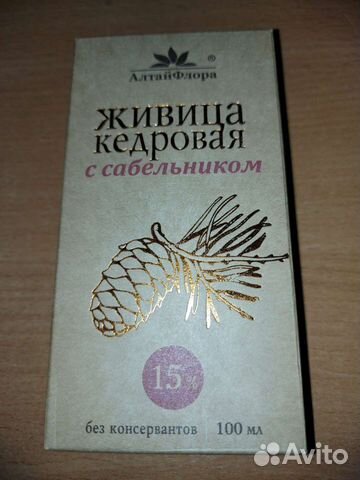 ®
АлтайФлора
ЖИВИЦА
КЕДРОВАЯ
с сабельником
15%
без консервантов 100 мл
Avito